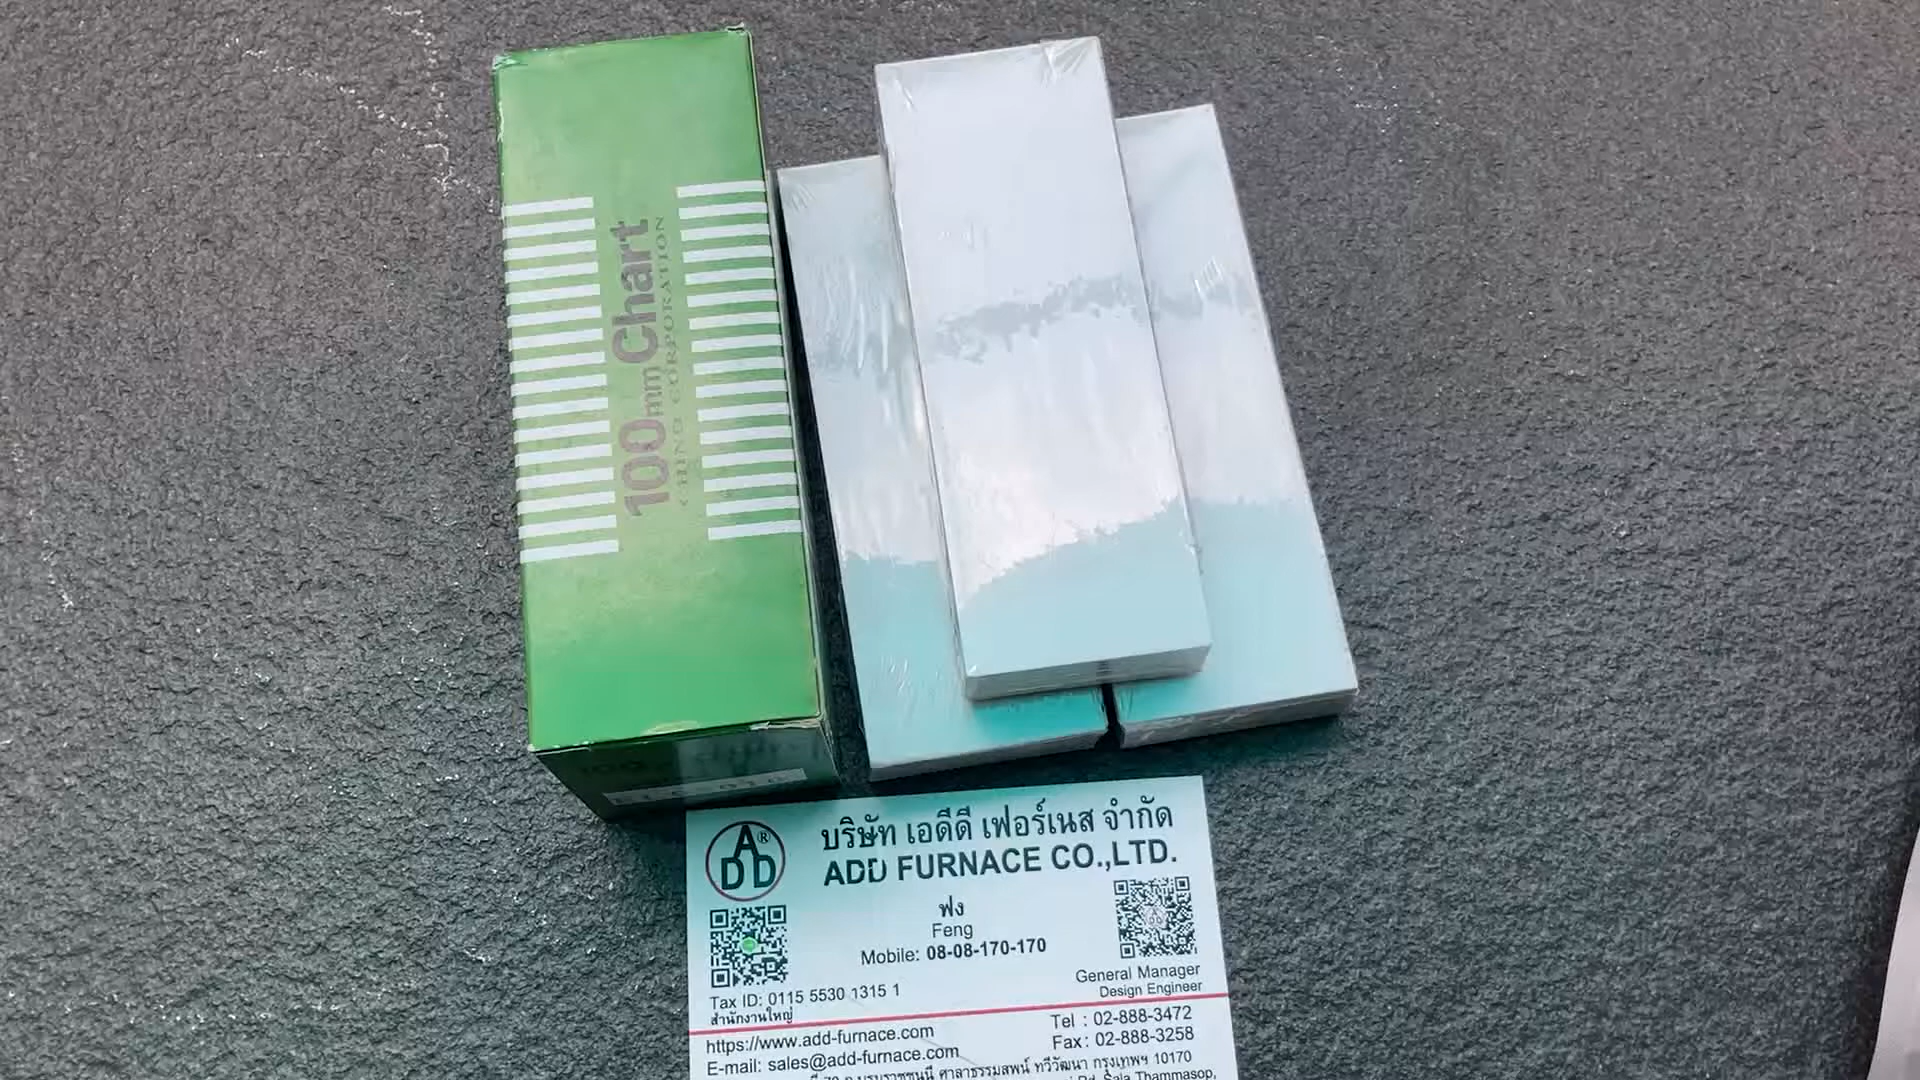 100mm Chart
CHINO CORPORATION
ADD®
บริษัท เอดีดี เฟอร์เนส จำกัด
ADD FURNACE CO.,LTD.
ฟง
Feng
Mobile: 08-08-170-170
General Manager
Design Engineer
Tax ID: 0115 5530 1315 1
สำนักงานใหญ่
https://www.add-furnace.com
E-mail: sales@add-furnace.com
Tel : 02-888-3472
Fax: 02-888-3258
ศาลาธรรมสพน์ ทวีวัฒนา กรุงเทพฯ 10170
Rd, Sala Thammasop,